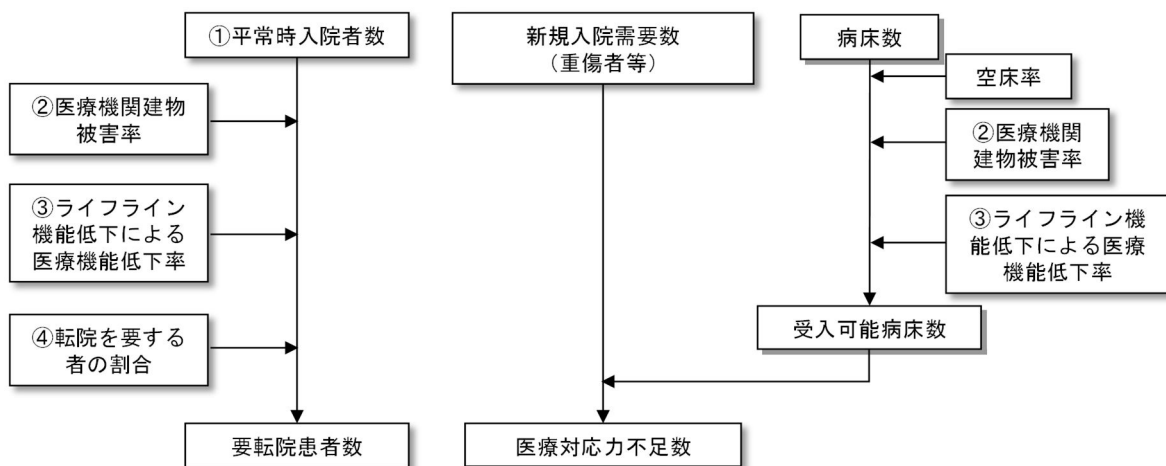 ①平常時入院者数
②医療機関建物
被害率
③ライフライン
機能低下による
医療機能低下率
④転院を要する
者の割合
要転院患者数
新規入院需要数
（重傷者等）
医療対応力不足数
病床数
空床率
②医療機関
建物被害率
③ライフライン機
能低下による医療
機能低下率
受入可能病床数